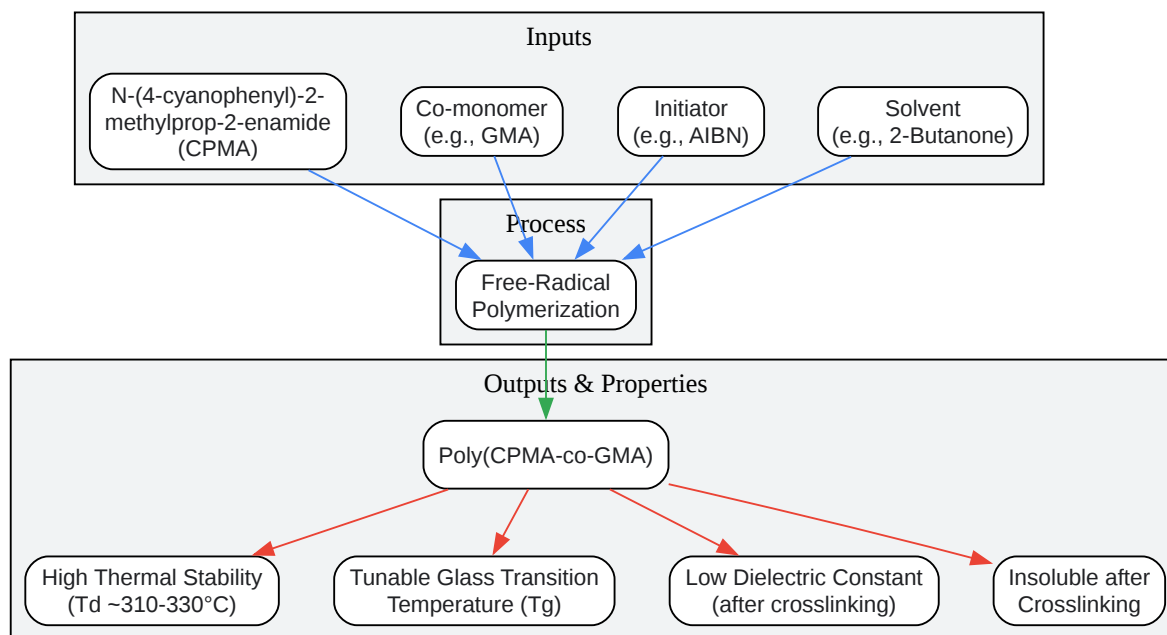 Inputs
N-(4-cyanophenyl)-2-
methylprop-2-enamide
(CPMA)
Co-monomer
(e.g., GMA)
Initiator
(e.g., AIBN)
Solvent
(e.g., 2-Butanone)
Process
Free-Radical
Polymerization
Outputs & Properties
Poly(CPMA-co-GMA)
High Thermal Stability
(Td ~310-330°C)
Tunable Glass Transition
Temperature (Tg)
Low Dielectric Constant
(after crosslinking)
Insoluble after
Crosslinking